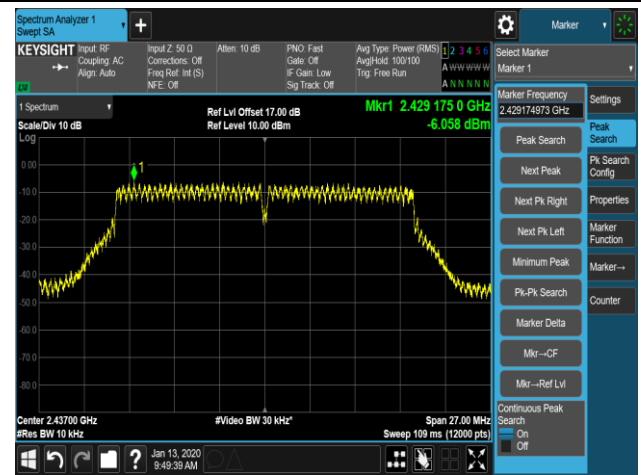 Spectrum Analyzer 1
Swept SA
Marker
KEYSIGHT
Input: RF
Coupling: AC
Align: Auto
Input Z: 50 Ω
Corrections: Off
Freq Ref: Int (S)
NFE: Off
Atten: 10 dB
PNO: Fast
Gate: Off
IF Gain: Low
Sig Track: Off
Avg Type: Power (RMS)
Avg|Hold: 100/100
Trig: Free Run
1 2 3 4 5 6
A W W W W W
A N N N N N
LXI
Select Marker
Marker 1
1 Spectrum
Scale/Div 10 dB
Log
Ref Lvl Offset 17.00 dB
Ref Level 10.00 dBm
Mkr1 2.429 175 0 GHz
-6.058 dBm
0.00
-10.0
-20.0
-30.0
-40.0
-50.0
-60.0
-70.0
-80.0
1
Center 2.43700 GHz
#Res BW 10 kHz
#Video BW 30 kHz*
Span 27.00 MHz
Sweep 109 ms (12000 pts)
Marker Frequency
2.429174973 GHz
Peak Search
Next Peak
Next Pk Right
Next Pk Left
Minimum Peak
Pk-Pk Search
Marker Delta
Mkr→CF
Mkr→Ref Lvl
Continuous Peak
Search
On
Off
Settings
Peak
Search
Pk Search
Config
Properties
Marker
Function
Marker→
Counter
Jan 13, 2020
9:49:39 AM